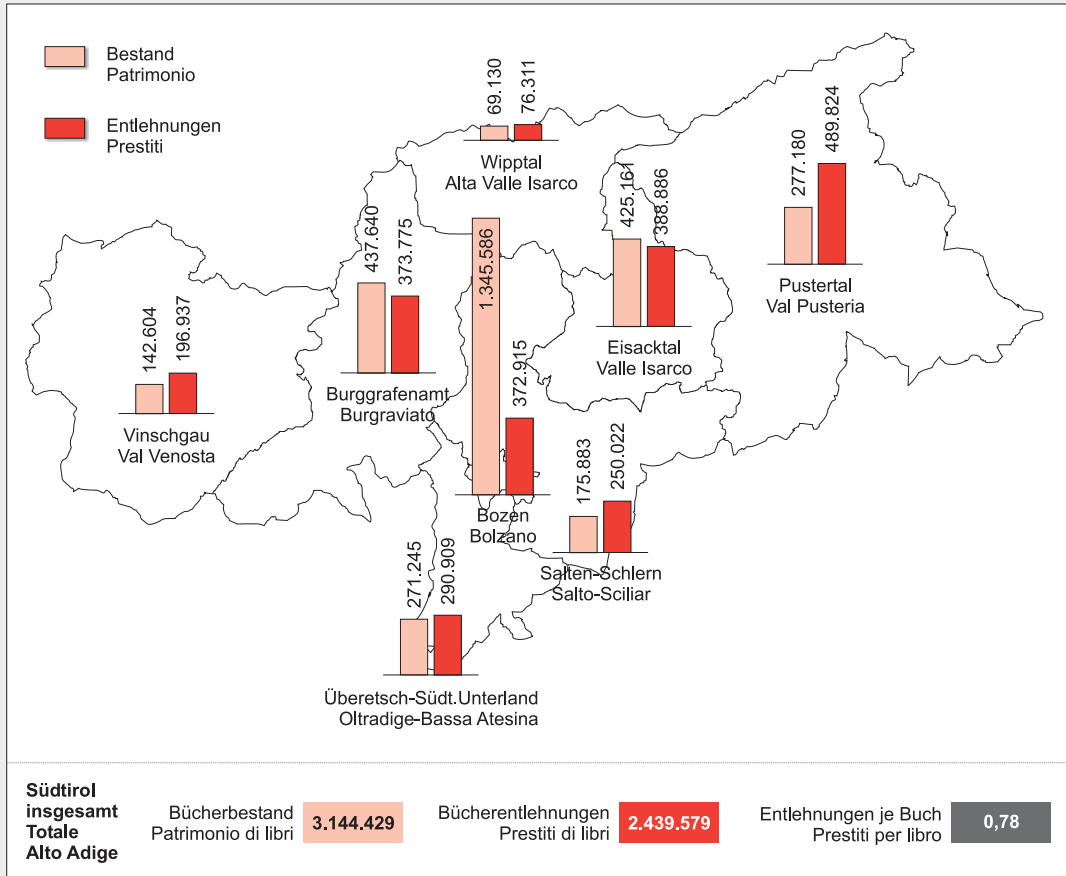 Bestand
Patrimonio
Entlehnungen
Prestiti
69.130
76.311
Wipptal
Alta Valle Isarco
277.180
489.824
Pustertal
Val Pusteria
425.161
388.886
Eisacktal
Valle Isarco
437.640
373.775
Burggrafenamt
Burgraviato
1.345.586
372.915
Bozen
Bolzano
142.604
196.937
Vinschgau
Val Venosta
175.883
250.022
Salten-Schlern
Salto-Sciliar
271.245
290.909
Überetsch-Südt.Unterland
Oltradige-Bassa Atesina
Südtirol
insgesamt
Totale
Alto Adige
Bücherbestand
Patrimonio di libri
3.144.429
Bücherentlehnungen
Prestiti di libri
2.439.579
Entlehnungen je Buch
Prestiti per libro
0,78